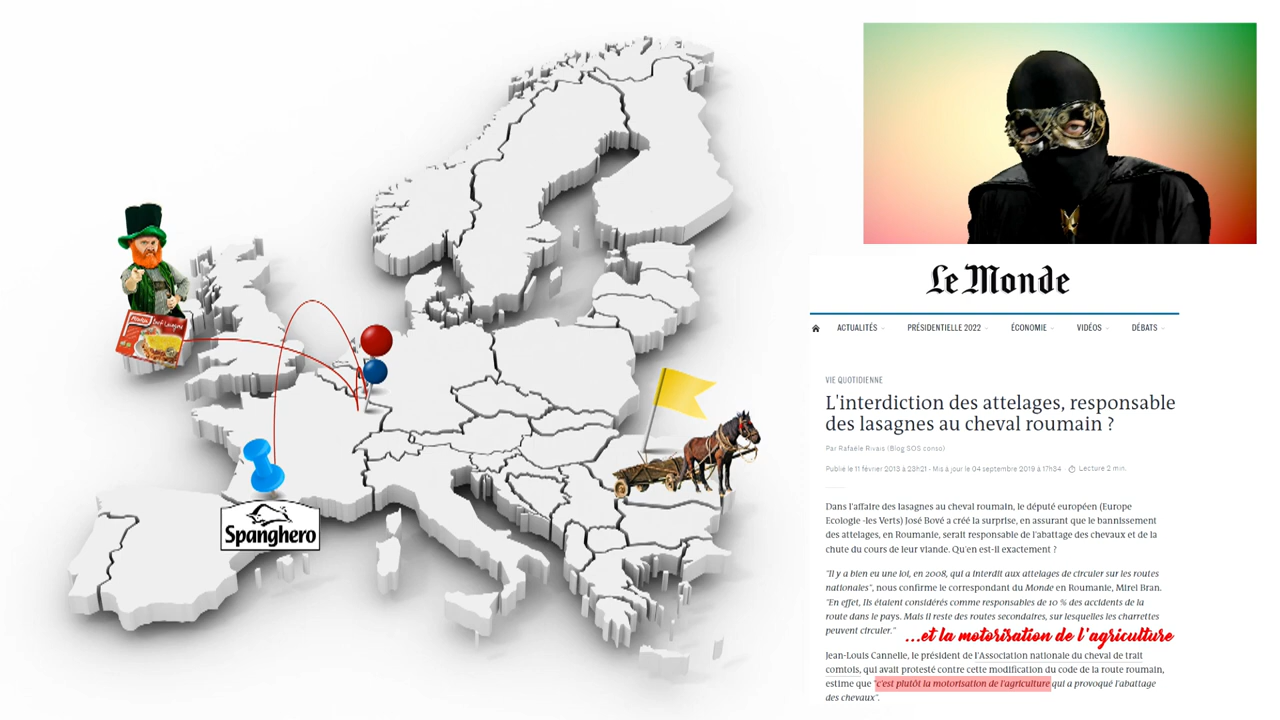 Spanghero
Beef Lasagne
Le Monde
ACTUALITÉS
PRÉSIDENTIELLE 2022
ÉCONOMIE
VIDÉOS
DÉBATS
VIE QUOTIDIENNE
L'interdiction des attelages, responsable
des lasagnes au cheval roumain ?
Par Rafaële Rivais (Blog SOS conso)
Publié le 11 février 2013 à 23h21 - Mis à jour le 04 septembre 2019 à 17h34 · Lecture 2 min.
Dans l'affaire des lasagnes au cheval roumain, le député européen (Europe
Ecologie -les Verts) José Bové a créé la surprise, en assurant que le bannissement
des attelages, en Roumanie, serait responsable de l'abattage des chevaux et de la
chute du cours de leur viande. Qu'en est-il exactement ?
"Il y a bien eu une loi, en 2008, qui a interdit aux attelages de circuler sur les routes
nationales", nous confirme le correspondant du Monde en Roumanie, Mirel Bran.
"En effet, ils étaient considérés comme responsables de 10 % des accidents de la
route dans le pays. Mais il reste des routes secondaires, sur lesquelles les charrettes
peuvent circuler."
...et la motorisation de l'agriculture
Jean-Louis Cannelle, le président de l'Association nationale du cheval de trait
comtois, qui avait protesté contre cette modification du code de la route roumain,
estime que "c'est plutôt la motorisation de l'agriculture qui a provoqué l'abattage
des chevaux".